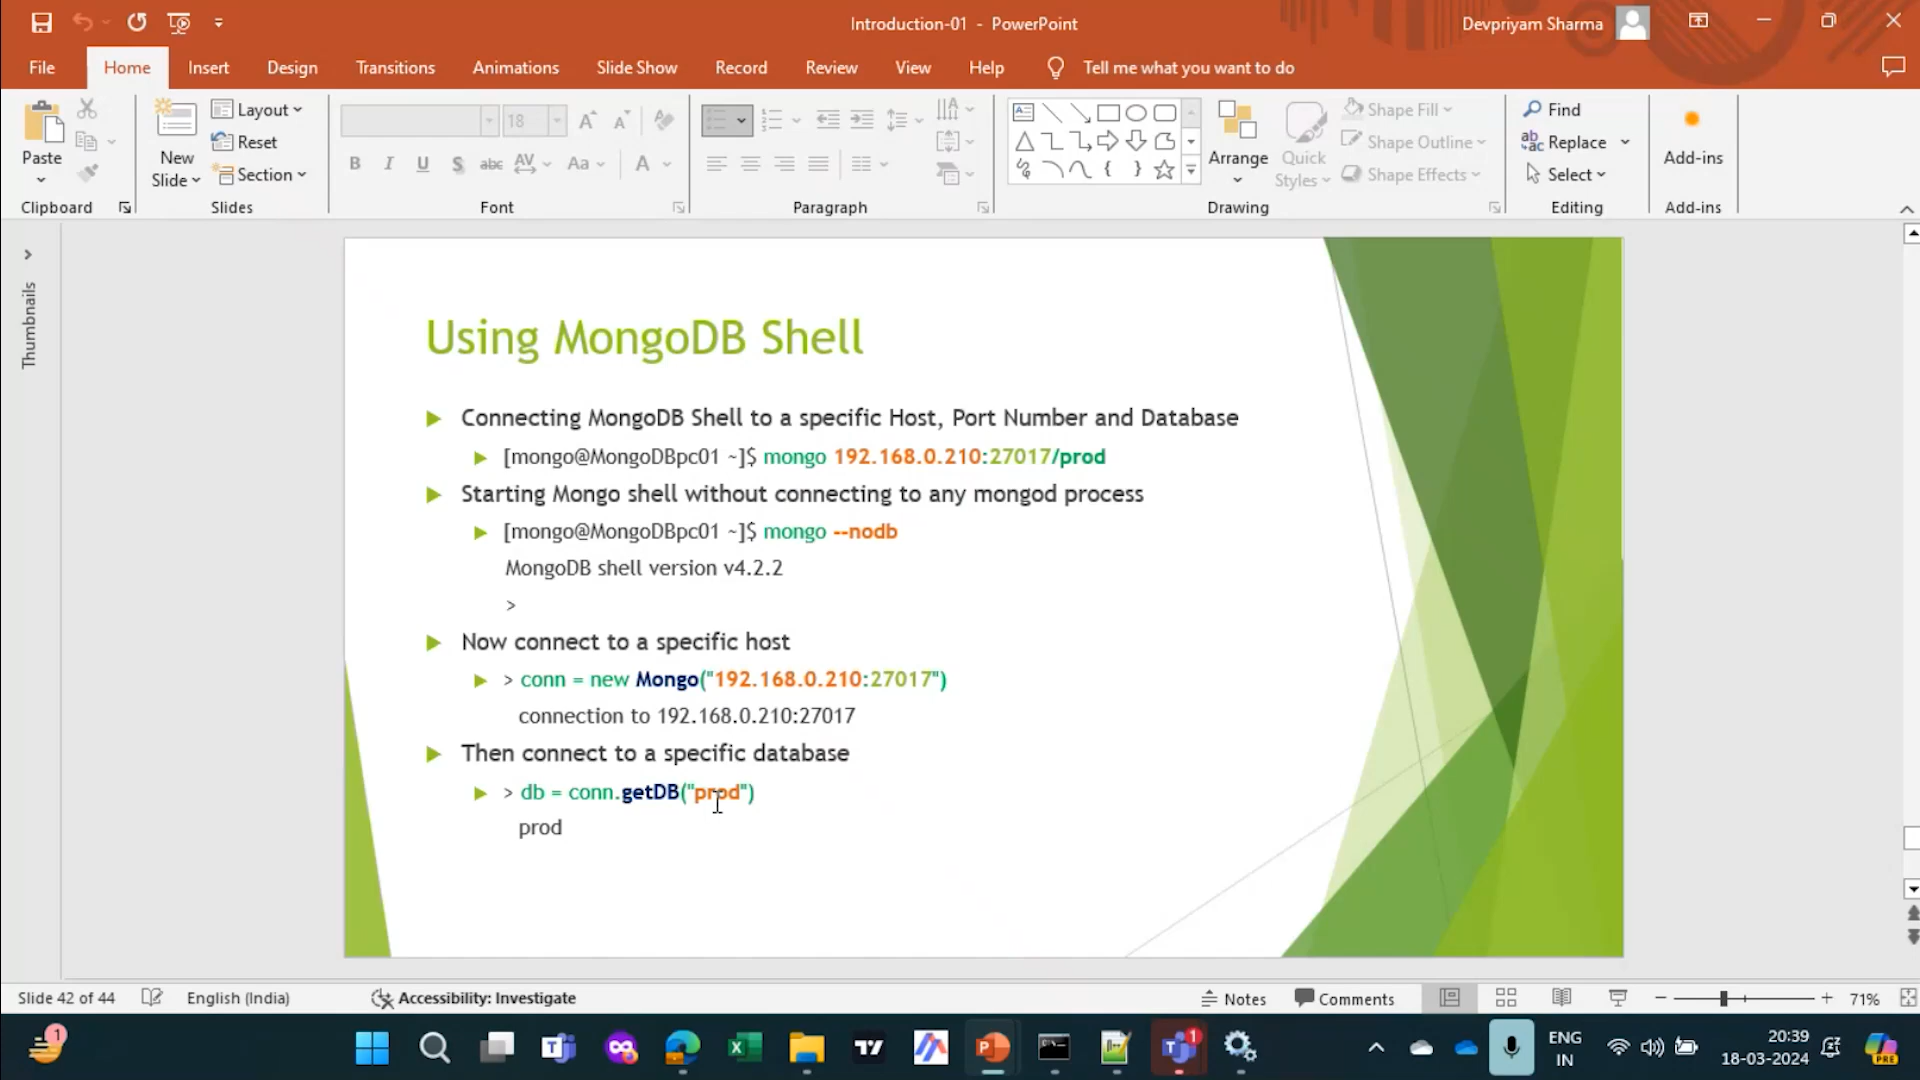 Introduction-01 - PowerPoint
Devpriyam Sharma
File Home Insert Design Transitions Animations Slide Show Record Review View Help Tell me what you want to do
Paste
New Slide
Layout
Reset
Section
18
B I U S abc AV Aa A
Arrange
Quick Styles
Shape Fill
Shape Outline
Shape Effects
Find
Replace
Select
Add-ins
Clipboard Slides Font Paragraph Drawing Editing Add-ins
Thumbnails
Using MongoDB Shell
Connecting MongoDB Shell to a specific Host, Port Number and Database
[mongo@MongoDBpc01 ~]$ mongo 192.168.0.210:27017/prod
Starting Mongo shell without connecting to any mongod process
[mongo@MongoDBpc01 ~]$ mongo --nodb
MongoDB shell version v4.2.2
>
Now connect to a specific host
> conn = new Mongo("192.168.0.210:27017")
connection to 192.168.0.210:27017
Then connect to a specific database
> db = conn.getDB("prod")
prod
Slide 42 of 44 English (India) Accessibility: Investigate Notes Comments 71%
1
1
ENG
IN
20:39
18-03-2024
PRE